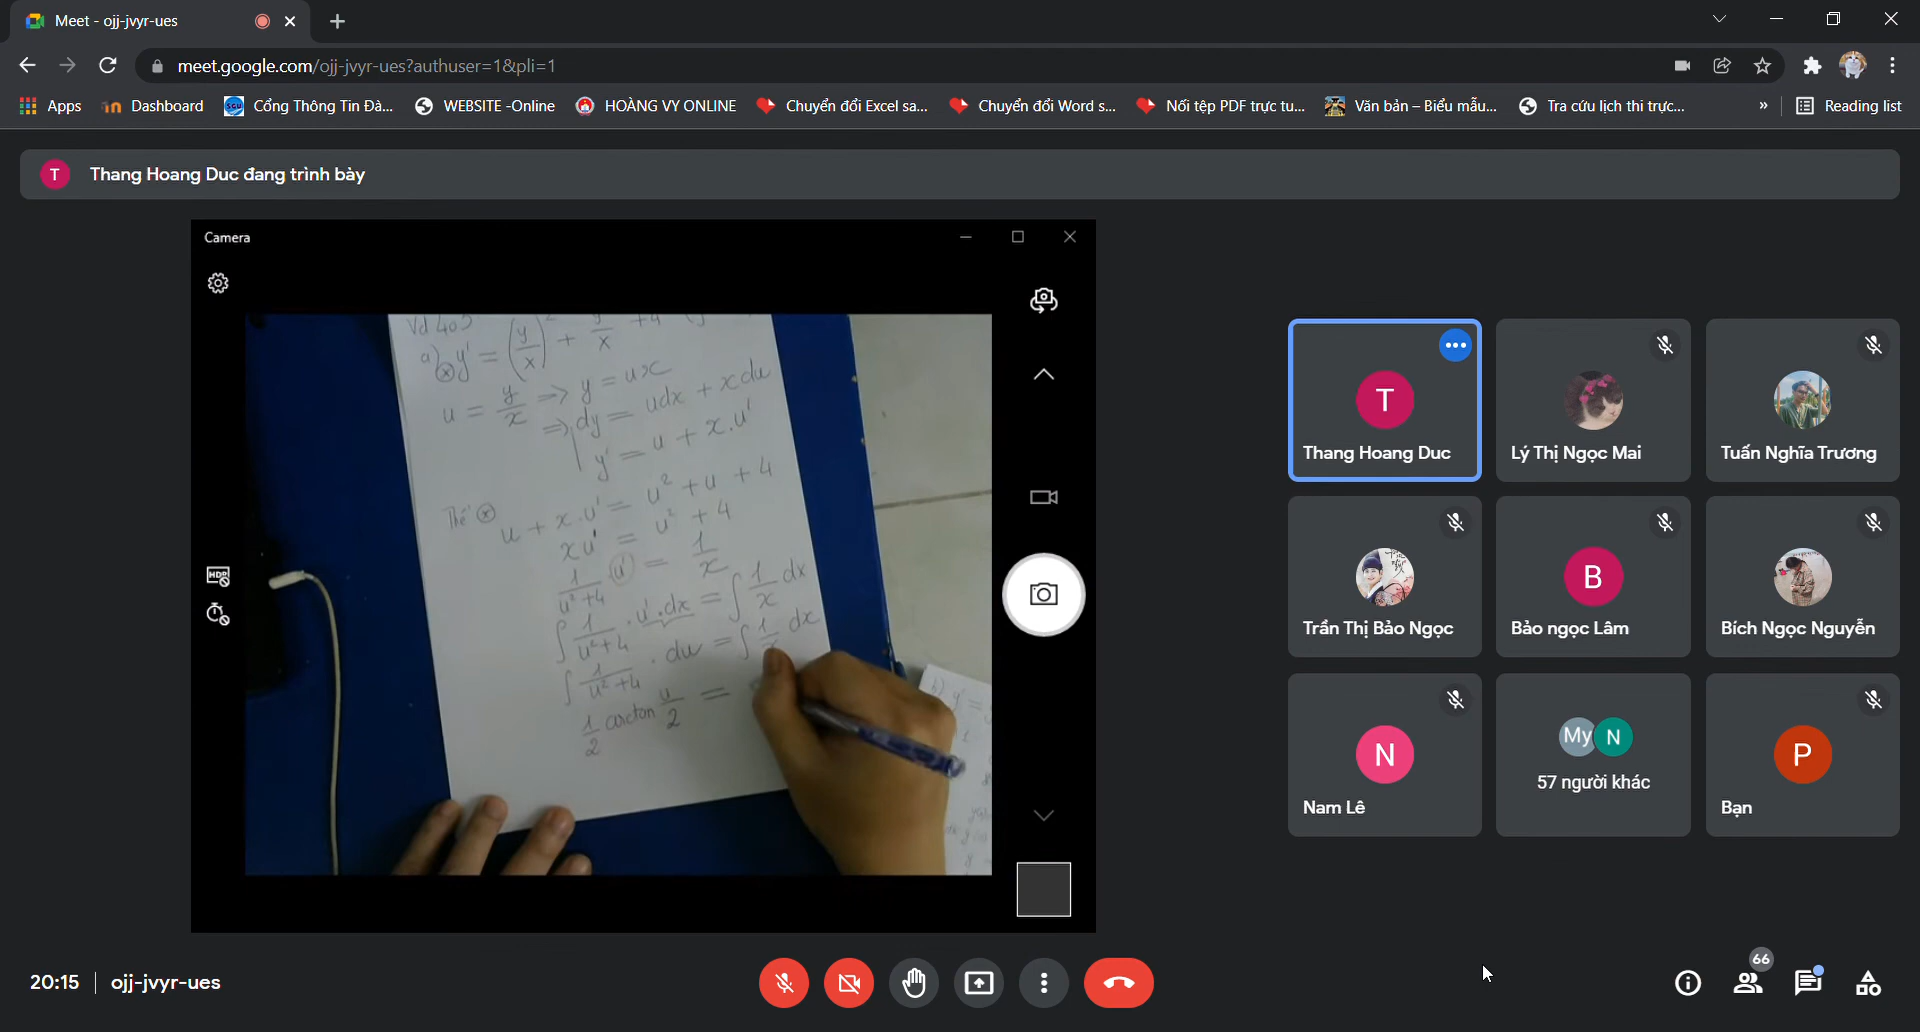 Meet - ojj-jvyr-ues
meet.google.com/ojj-jvyr-ues?authuser=1&pli=1
Apps Dashboard Cổng Thông Tin Đà... WEBSITE -Online HOÀNG VY ONLINE Chuyển đổi Excel sa... Chuyển đổi Word s... Nối tệp PDF trực tu... Văn bản – Biểu mẫu... Tra cứu lịch thi trực... » Reading list
T Thang Hoang Duc đang trình bày
Camera
HDR
Vd 403
a) ⊛ y' = (y/x)² + y/x + 4
u = y/x => y = ux
=> dy = udx + xdu
y' = u + x.u'
Thế ⊛
u + x.u' = u² + u + 4
xu' = u² + 4
1/(u²+4) u' = 1/x
∫ 1/(u²+4) . u'.dx = ∫ 1/x dx
∫ 1/(u²+4) . du = ∫ 1/x dx
1/2 arctan u/2 =
b) y' =
T
Thang Hoang Duc
Lý Thị Ngọc Mai
Tuấn Nghĩa Trương
Trần Thị Bảo Ngọc
B
Bảo ngọc Lâm
Bích Ngọc Nguyễn
N
Nam Lê
My N
57 người khác
P
Bạn
20:15 ojj-jvyr-ues
66